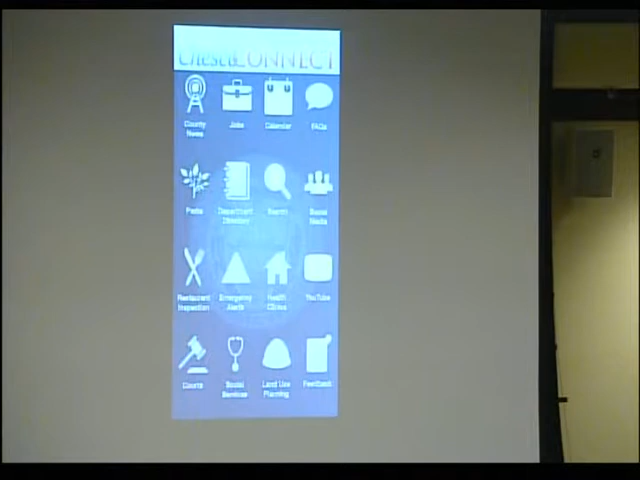 CONNECT
County
News
Jobs
Calendar
FAQs
Parks
Department
Directory
Search
Social
Media
Restaurant
Inspection
Emergency
Alerts
Health
Clinics
YouTube
Courts
Social
Services
Land Use
Planning
Feedback